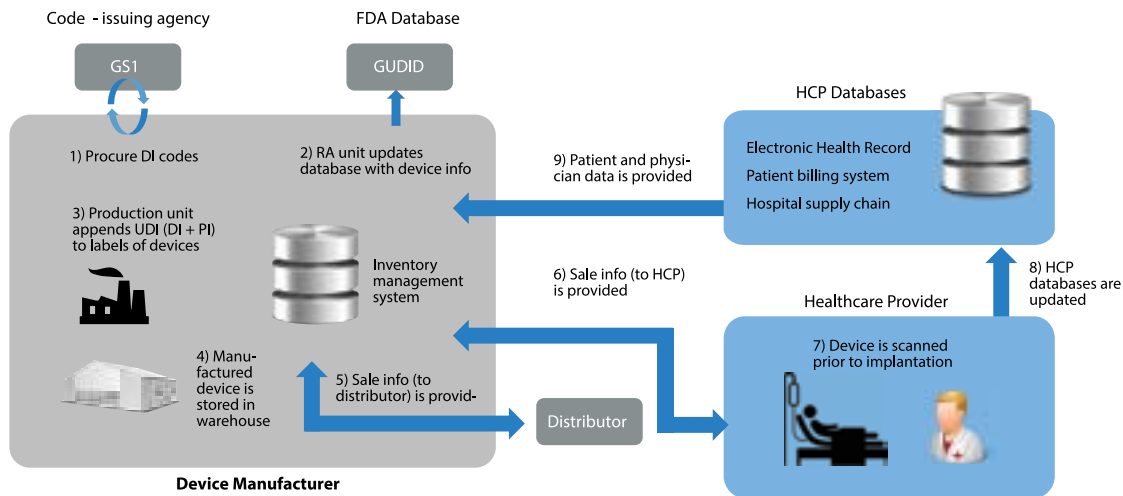 Code - issuing agency
GS1
FDA Database
GUDID
1) Procure DI codes
2) RA unit updates
database with device info
3) Production unit
appends UDI (DI + PI)
to labels of devices
Inventory
management
system
4) Manu-
factured
device is
stored in
warehouse
5) Sale info (to
distributor) is provid-
Device Manufacturer
Distributor
9) Patient and physi-
cian data is provided
6) Sale info (to HCP)
is provided
HCP Databases
Electronic Health Record
Patient billing system
Hospital supply chain
8) HCP
databases are
updated
Healthcare Provider
7) Device is scanned
prior to implantation